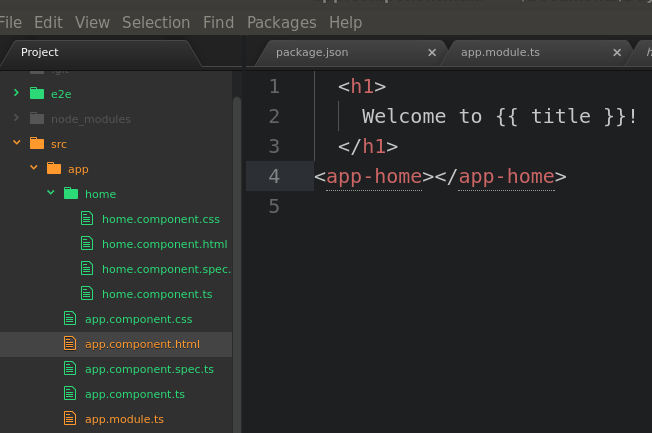 File Edit View Selection Find Packages Help
Project
package.json
app.module.ts
e2e
node_modules
src
app
home
home.component.css
home.component.html
home.component.spec.
home.component.ts
app.component.css
app.component.html
app.component.spec.ts
app.component.ts
app.module.ts
1 <h1>
2 Welcome to {{ title }}!
3 </h1>
4 <app-home></app-home>
5